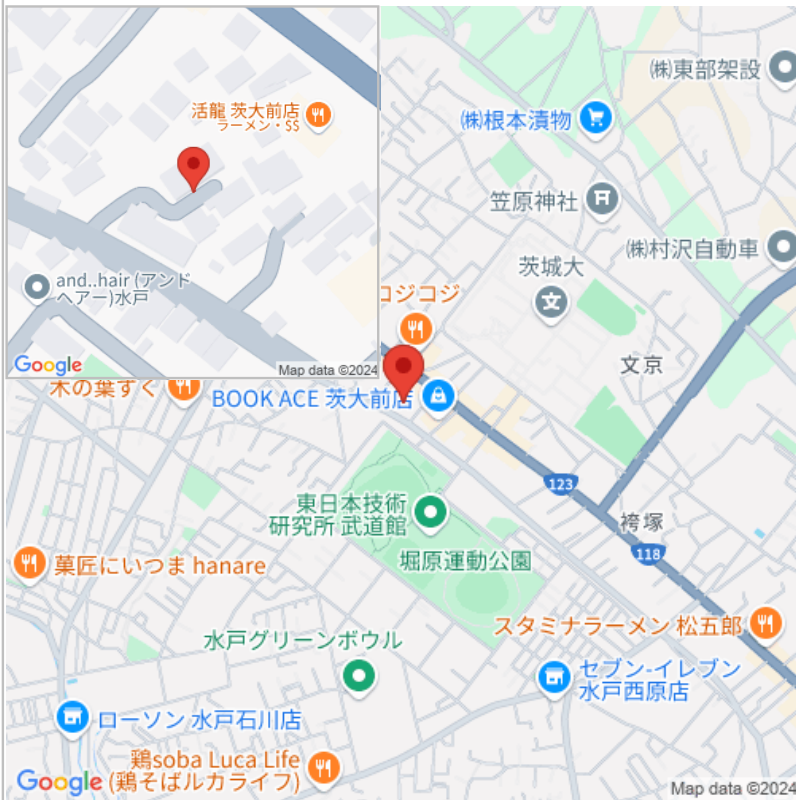 活龍 茨大前店
ラーメン・$$
and..hair (アンド
ヘアー)水戸
Google
Map data ©2024
(株)東部架設
(株)根本漬物
笠原神社
(株)村沢自動車
茨城大
コジコジ
文京
木の葉ずく
BOOK ACE 茨大前店
123
東日本技術
研究所 武道館
袴塚
118
堀原運動公園
菓匠にいつま hanare
スタミナラーメン 松五郎
水戸グリーンボウル
セブン-イレブン
水戸西原店
ローソン 水戸石川店
鶏soba Luca Life
(鶏そばルカライフ)
Google
Map data ©2024